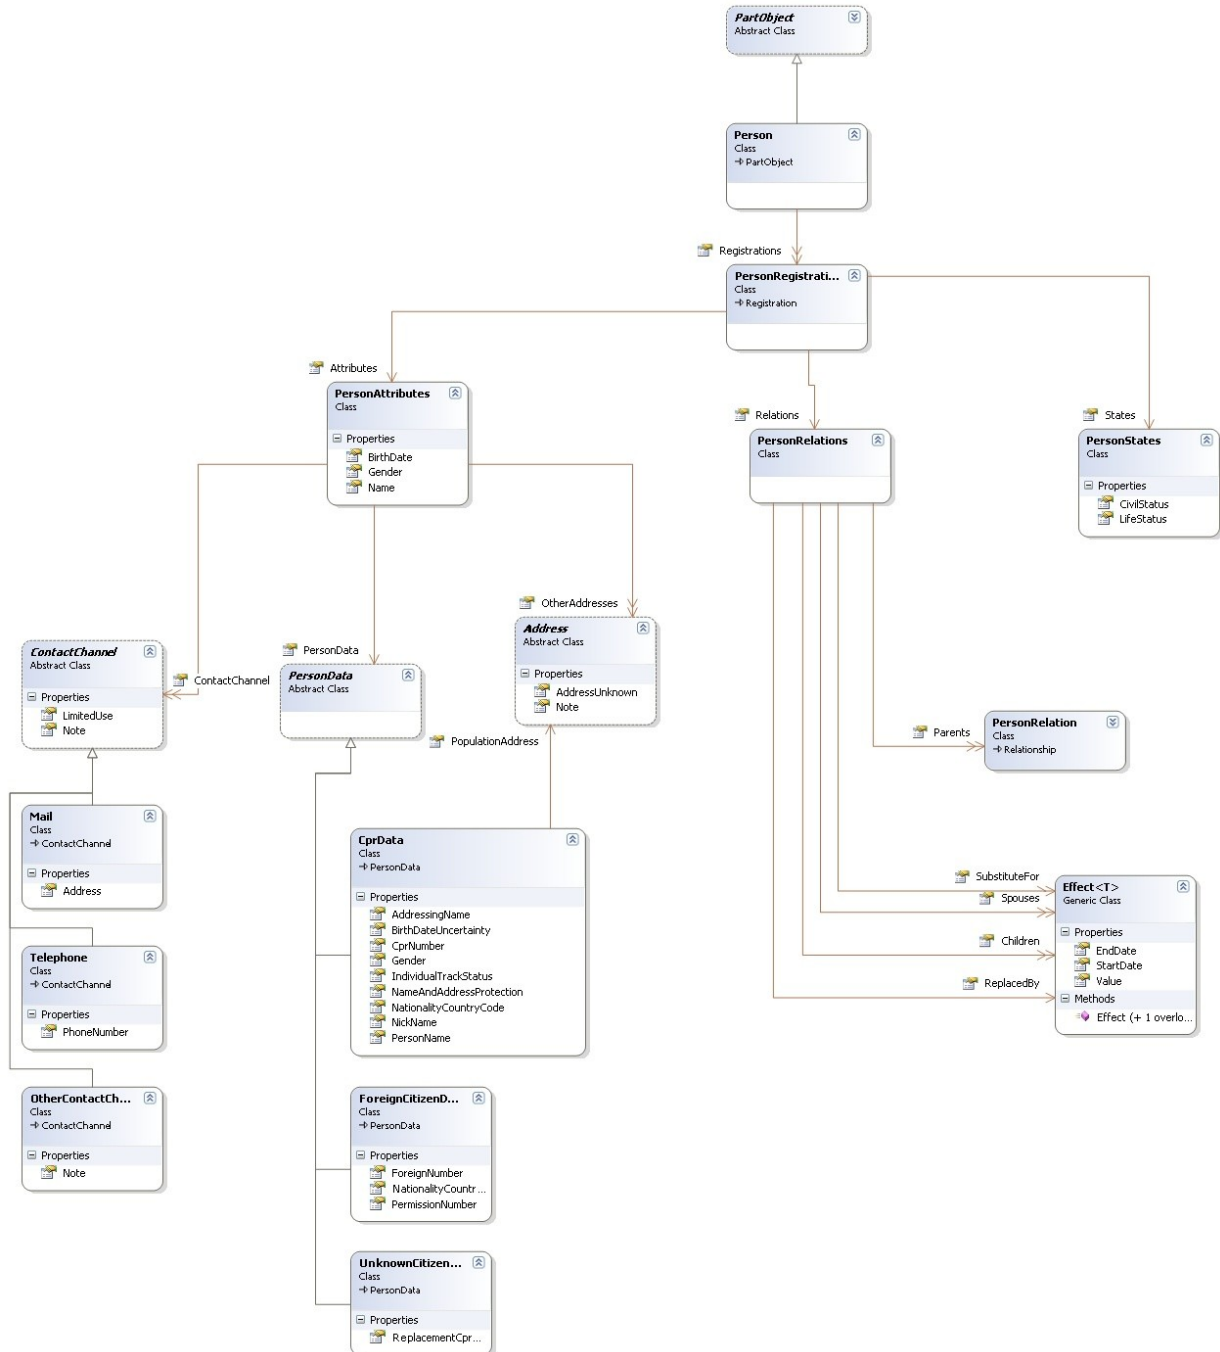 PartObject
Abstract Class
Person
Class
PartObject
Registrations
PersonRegistrati...
Class
Registration
Attributes
PersonAttributes
Class
Properties
BirthDate
Gender
Name
Relations
PersonRelations
Class
States
PersonStates
Class
Properties
CivilStatus
LifeStatus
OtherAddresses
Address
Abstract Class
Properties
AddressUnknown
Note
ContactChannel
Abstract Class
Properties
LimitedUse
Note
ContactChannel
PersonData
PersonData
Abstract Class
PopulationAddress
Parents
PersonRelation
Class
Relationship
Mail
Class
ContactChannel
Properties
Address
CprData
Class
PersonData
Properties
AddressingName
BirthDateUncertainty
CprNumber
Gender
IndividualTrackStatus
NameAndAddressProtection
NationalityCountryCode
NickName
PersonName
SubstituteFor
Spouses
Children
ReplacedBy
Effect<T>
Generic Class
Properties
EndDate
StartDate
Value
Methods
Effect (+ 1 overlo...
Telephone
Class
ContactChannel
Properties
PhoneNumber
OtherContactCh...
Class
ContactChannel
Properties
Note
ForeignCitizenD...
Class
PersonData
Properties
ForeignNumber
NationalityCountr...
PermissionNumber
UnknownCitizen...
Class
PersonData
Properties
ReplacementCpr...